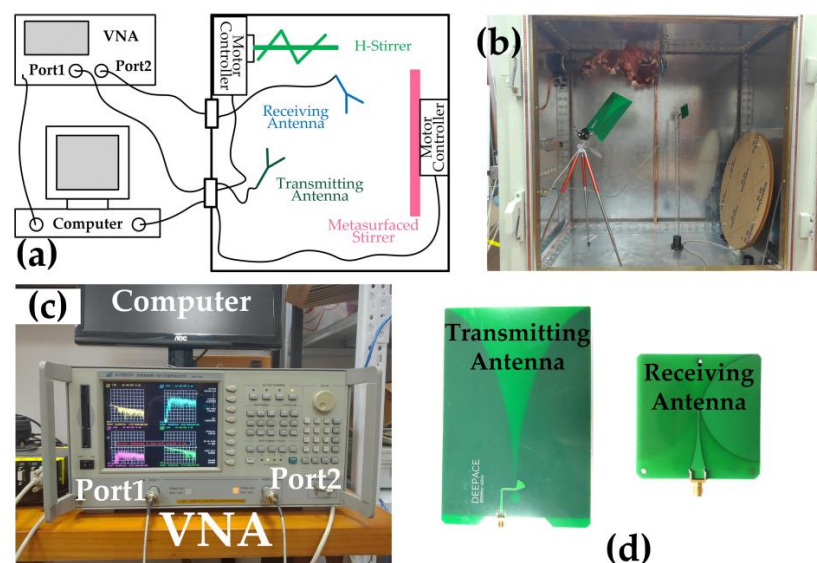 VNA
Port1
Port2
Computer
Motor
Controller
H-Stirrer
Receiving
Antenna
Transmitting
Antenna
Motor
Controller
Metasurfaced
Stirrer
(a)
(b)
(c)
Computer
AOC
Port1
Port2
VNA
Transmitting
Antenna
DEEPACE
Receiving
Antenna
(d)